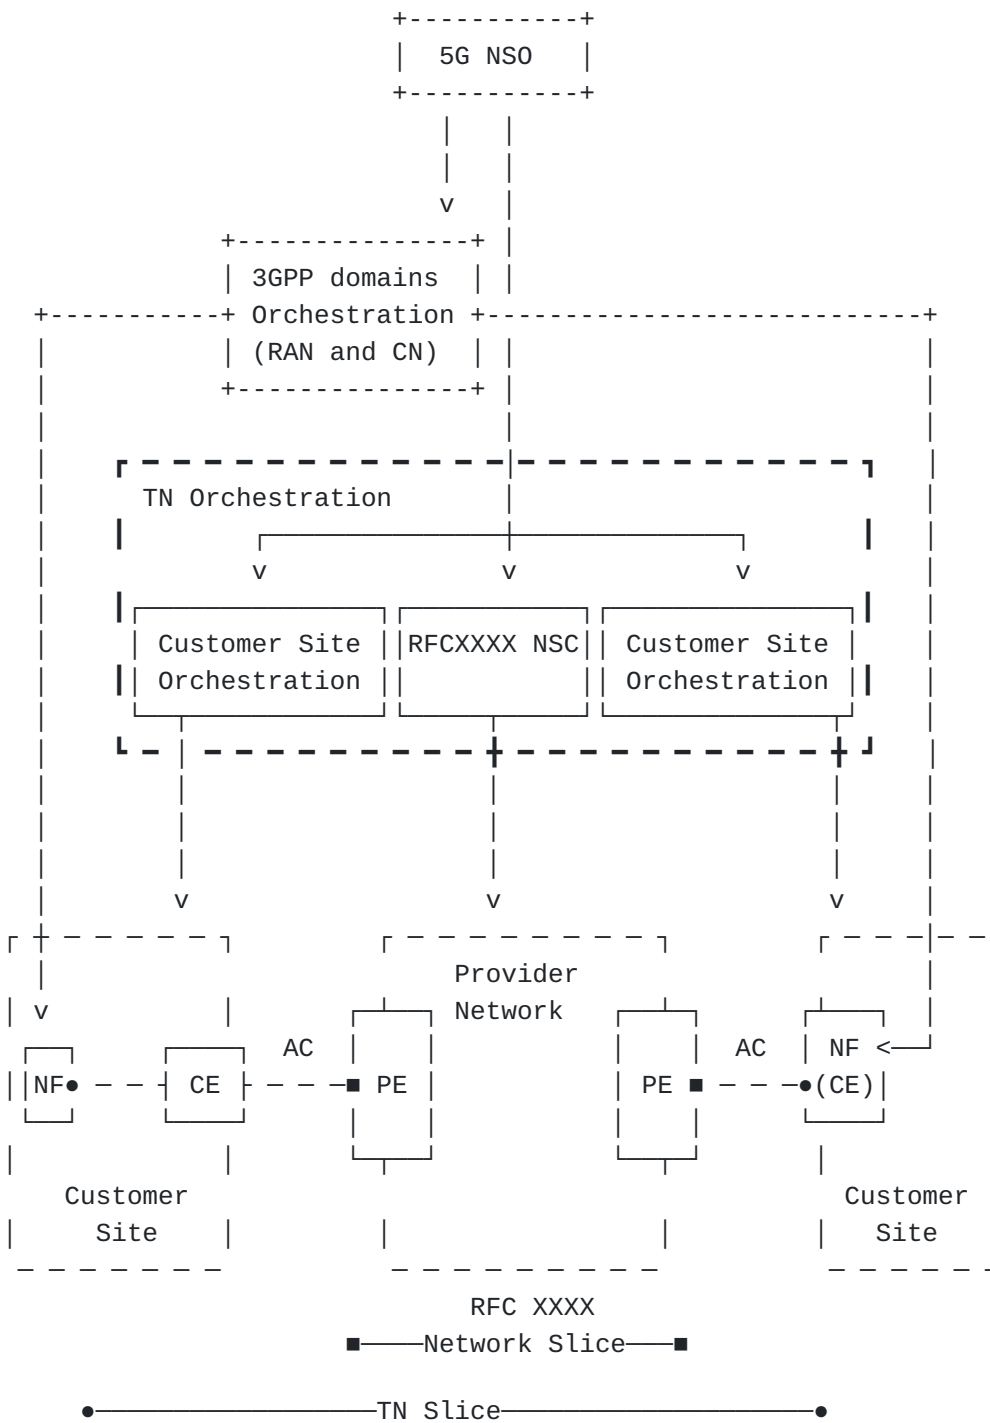 5G NSO
3GPP domains
Orchestration
(RAN and CN)
TN Orchestration
Customer Site RFCXXXX NSC Customer Site
Orchestration Orchestration
Provider
Network
AC AC NF
NF CE PE PE (CE)
Customer Customer
Site Site
RFC XXXX
Network Slice
TN Slice